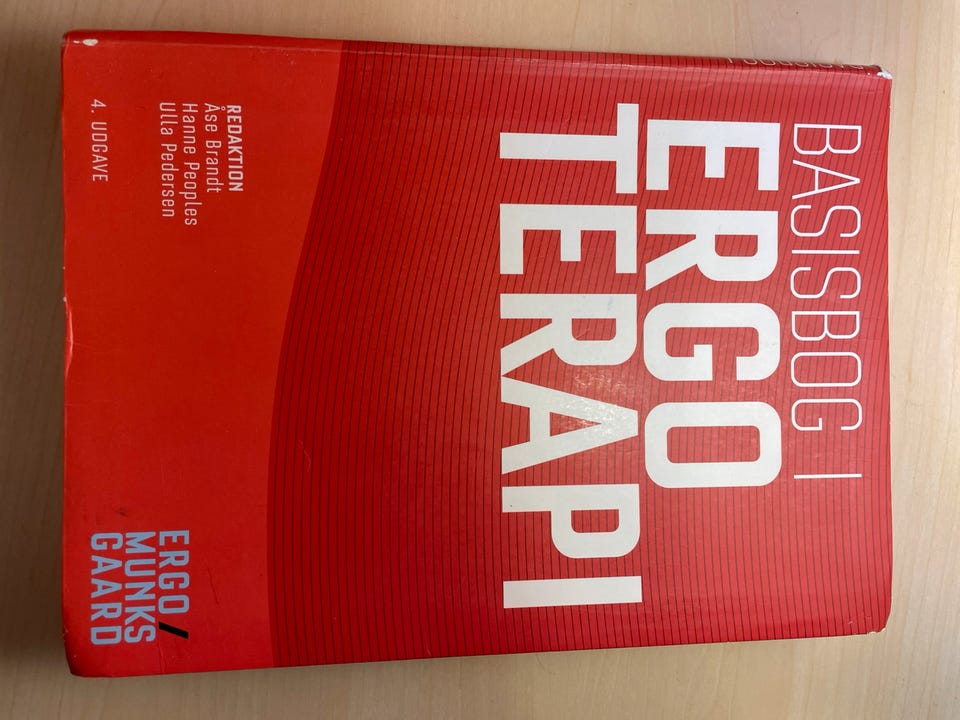 BASISBOG I
ERGO
TERAPI
REDAKTION
Åse Brandt
Hanne Peoples
Ulla Pedersen
4. UDGAVE
ERGO/
MUNKS
GAARD